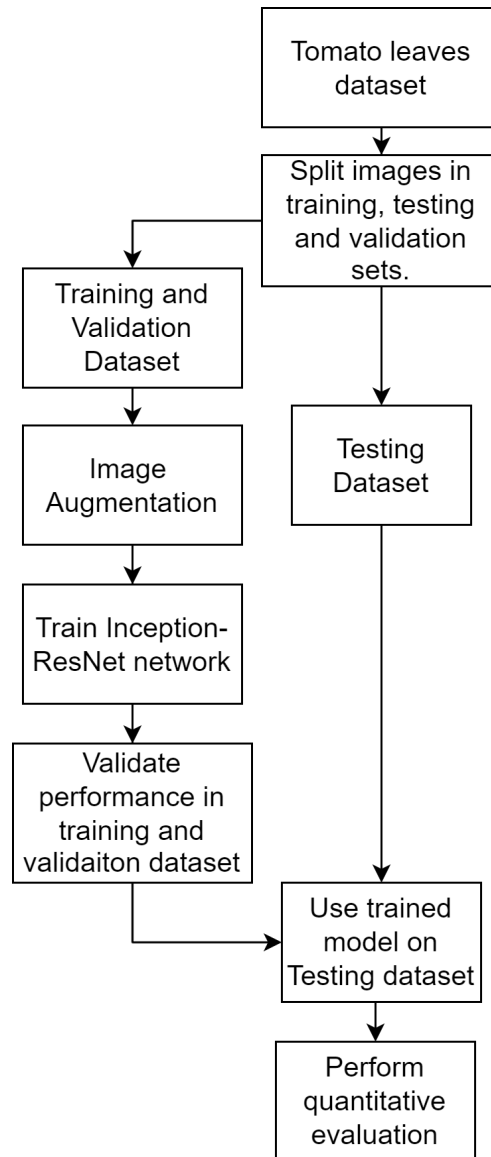 Tomato leaves
dataset
Split images in
training, testing
and validation
sets.
Training and
Validation
Dataset
Image
Augmentation
Train Inception-
ResNet network
Validate
performance in
training and
validaiton dataset
Testing
Dataset
Use trained
model on
Testing dataset
Perform
quantitative
evaluation